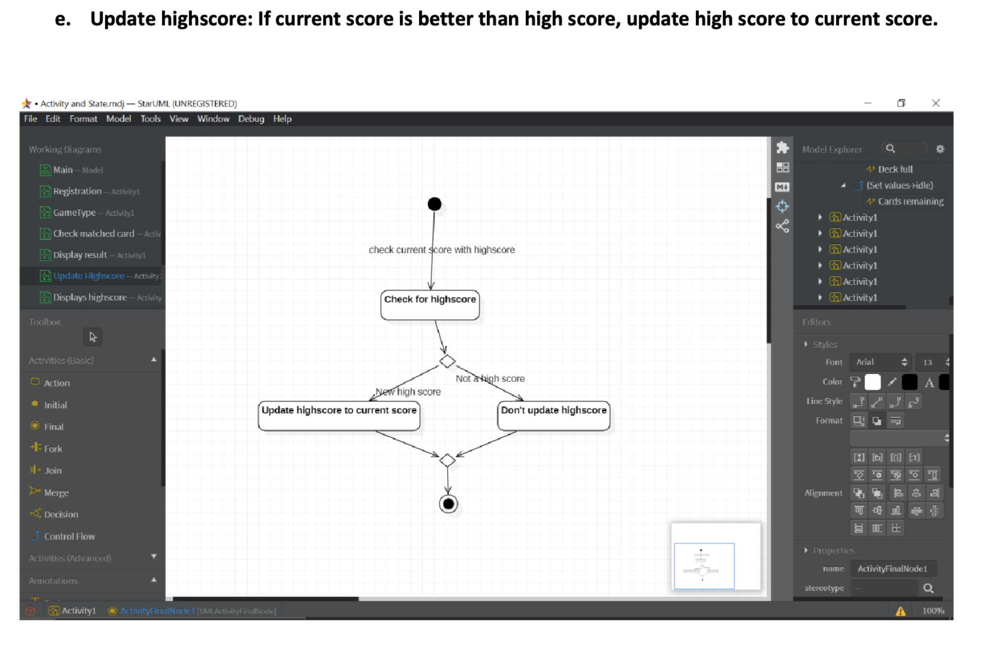 e. Update highscore: If current score is better than high score, update high score to current score.
• Activity and State.mdj — StarUML (UNREGISTERED)
File Edit Format Model Tools View Window Debug Help
Working Diagrams
Main — Model
Registration — Activity1
GameType — Activity1
Check matched card — Activ
Display result — Activity1
Update Highscore — Activity1
Displays highscore — Activity
Toolbox
Activities (Basic)
Action
Initial
Final
Fork
Join
Merge
Decision
Control Flow
Activities (Advanced)
Annotations
check current score with highscore
Check for highscore
Not a high score
New high score
Update highscore to current score
Don't update highscore
M↓
Model Explorer
Deck full
(Set values→idle)
Cards remaining
Activity1
Activity1
Activity1
Activity1
Activity1
Activity1
Editors
Styles
Font Arial 13
Color A
Line Style
Format
Alignment
Properties
name ActivityFinalNode1
stereotype —
Activity1 ActivityFinalNode1 [UMLActivityFinalNode]
100%